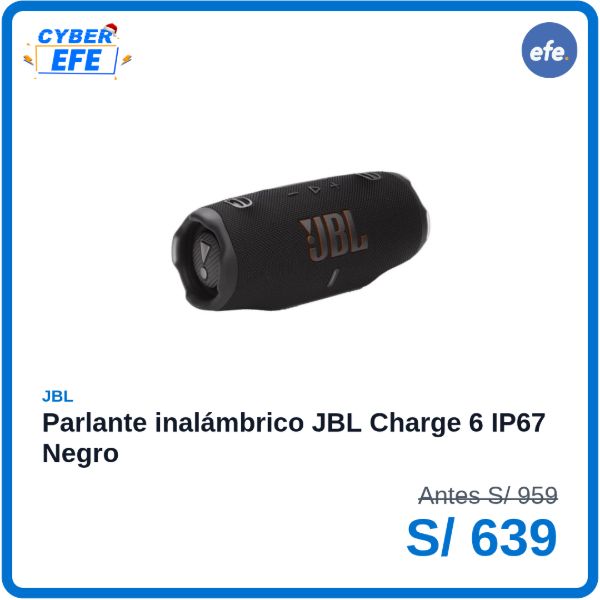 CYBER
EFE
efe.
JBL
JBL
Parlante inalámbrico JBL Charge 6 IP67
Negro
Antes S/ 959
S/ 639